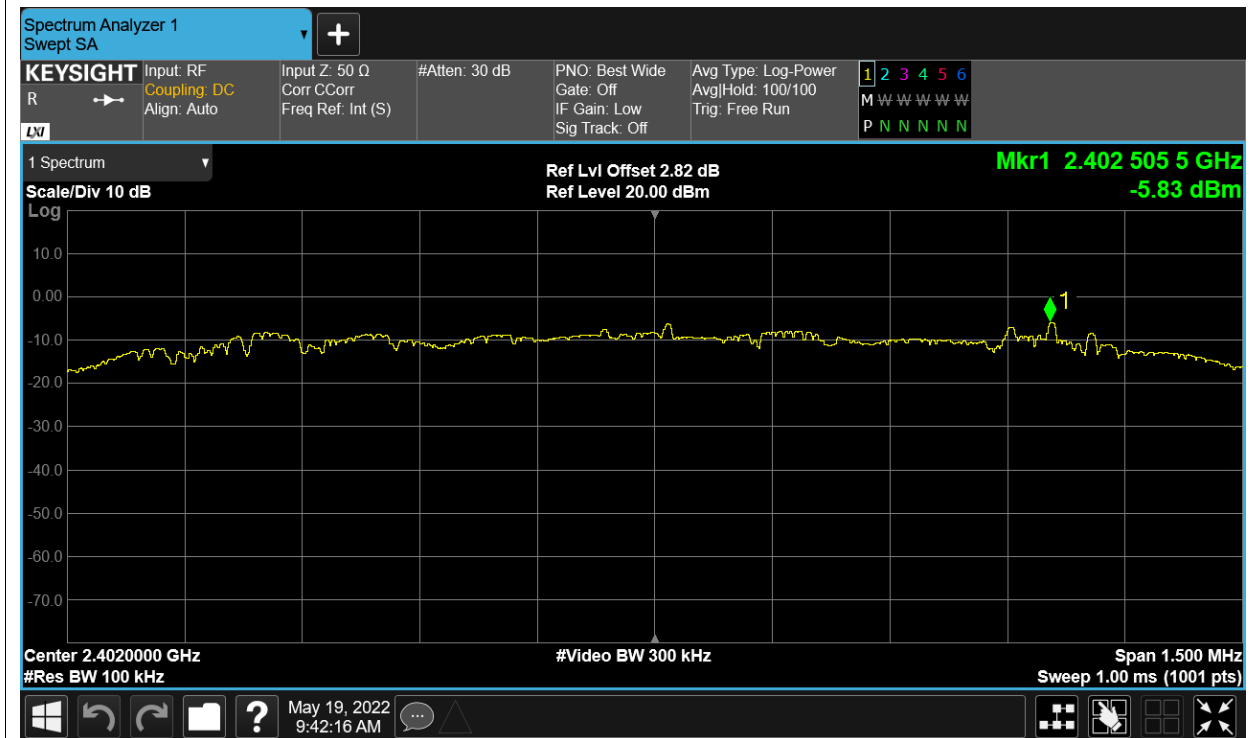 Spectrum Analyzer 1
Swept SA
KEYSIGHT
R
LXI
Input: RF
Coupling: DC
Align: Auto
Input Z: 50 Ω
Corr CCorr
Freq Ref: Int (S)
#Atten: 30 dB
PNO: Best Wide
Gate: Off
IF Gain: Low
Sig Track: Off
Avg Type: Log-Power
Avg|Hold: 100/100
Trig: Free Run
1 2 3 4 5 6
M W W W W W
P N N N N N
1 Spectrum
Scale/Div 10 dB
Log
Ref Lvl Offset 2.82 dB
Ref Level 20.00 dBm
Mkr1 2.402 505 5 GHz
-5.83 dBm
10.0
0.00
1
-10.0
-20.0
-30.0
-40.0
-50.0
-60.0
-70.0
Center 2.4020000 GHz
#Res BW 100 kHz
#Video BW 300 kHz
Span 1.500 MHz
Sweep 1.00 ms (1001 pts)
?
May 19, 2022
9:42:16 AM